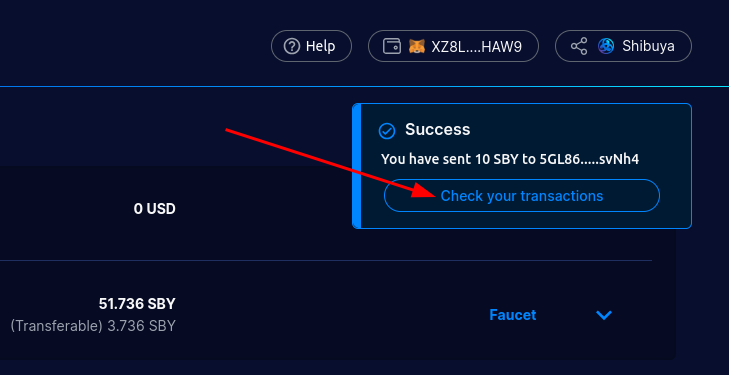 Help
XZ8L....HAW9
Shibuya
Success
You have sent 10 SBY to 5GL86.....svNh4
Check your transactions
0 USD
51.736 SBY
(Transferable) 3.736 SBY
Faucet